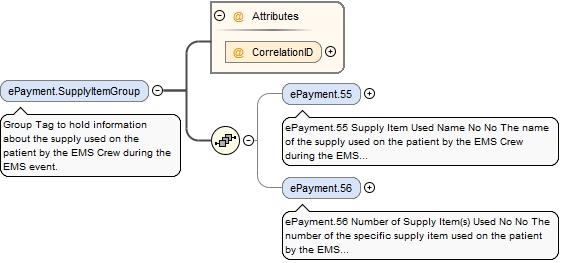 @ Attributes
@ CorrelationID
ePayment.SupplyItemGroup
Group Tag to hold information
about the supply used on the
patient by the EMS Crew during the
EMS event.
ePayment.55
ePayment.55 Supply Item Used Name No No The name
of the supply used on the patient by the EMS Crew
during the EMS...
ePayment.56
ePayment.56 Number of Supply Item(s) Used No No The
number of the specific supply item used on the patient
by the EMS...